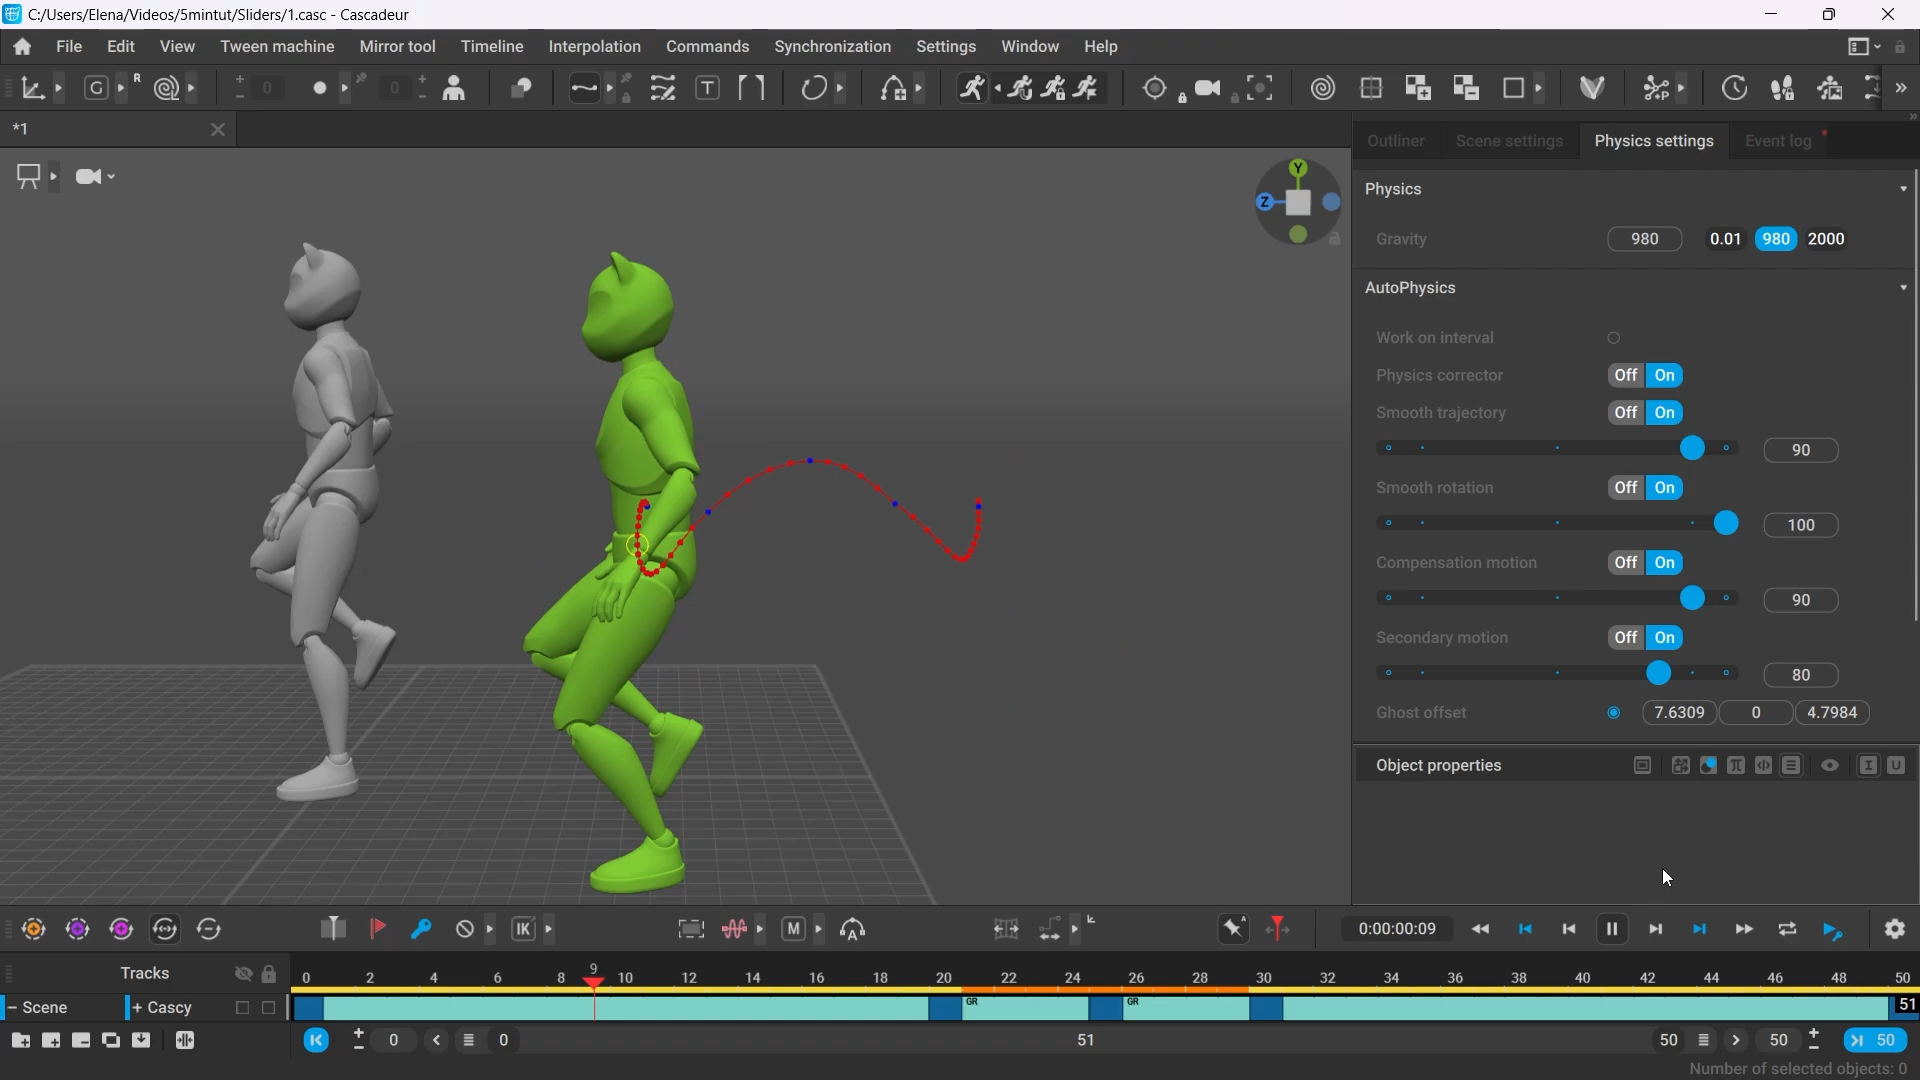 C:/Users/Elena/Videos/5mintut/Sliders/1.casc - Cascadeur
File Edit View Tween machine Mirror tool Timeline Interpolation Commands Synchronization Settings Window Help
G R 0 0 T P
*1
Outliner Scene settings Physics settings Event log
Y
Z
Physics
Gravity 980 0.01 980 2000
AutoPhysics
Work on interval
Physics corrector Off On
Smooth trajectory Off On
90
Smooth rotation Off On
100
Compensation motion Off On
90
Secondary motion Off On
80
Ghost offset 7.6309 0 4.7984
Object properties I U
IK M A 0:00:00:09
Tracks 0 2 4 6 8 9 10 12 14 16 18 20 22 24 26 28 30 32 34 36 38 40 42 44 46 48 50
- Scene + Cascy GR GR 51
0 0 51 50 50 50
Number of selected objects: 0